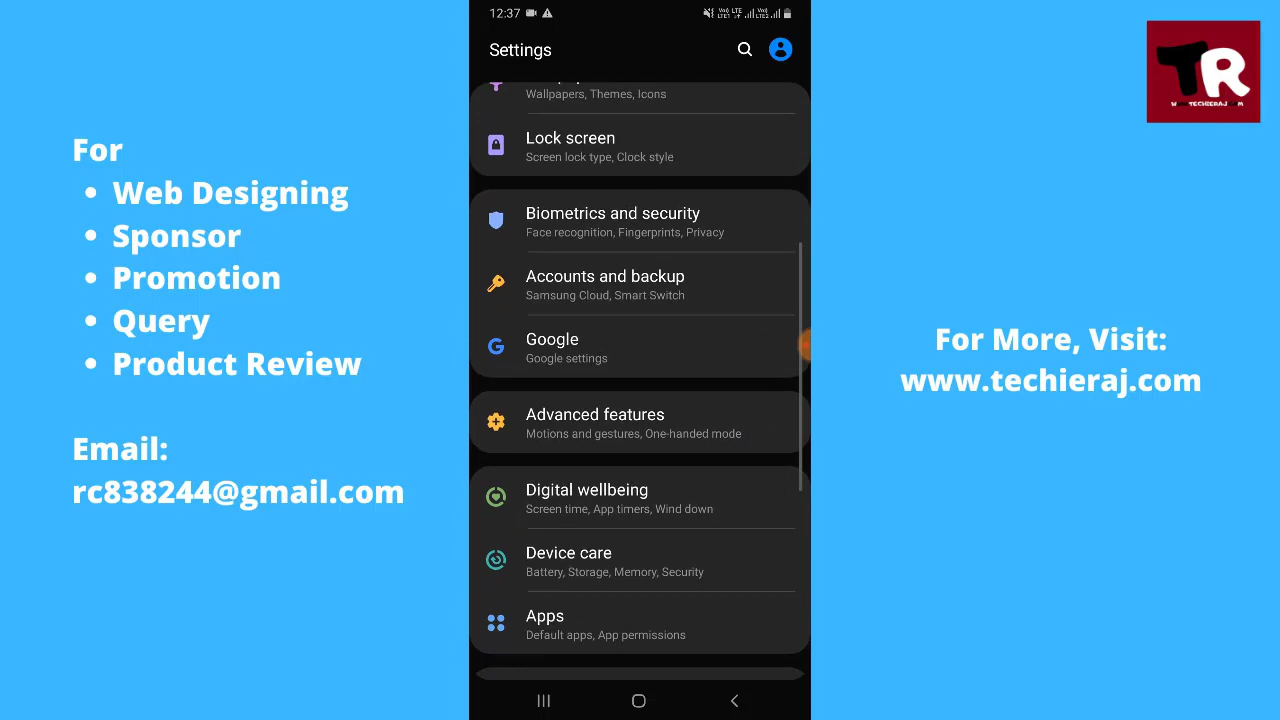 For
• Web Designing
• Sponsor
• Promotion
• Query
• Product Review
Email:
rc838244@gmail.com
12:37
Settings
Wallpapers, Themes, Icons
Lock screen
Screen lock type, Clock style
Biometrics and security
Face recognition, Fingerprints, Privacy
Accounts and backup
Samsung Cloud, Smart Switch
Google
Google settings
Advanced features
Motions and gestures, One-handed mode
Digital wellbeing
Screen time, App timers, Wind down
Device care
Battery, Storage, Memory, Security
Apps
Default apps, App permissions
TR
For More, Visit:
www.techieraj.com